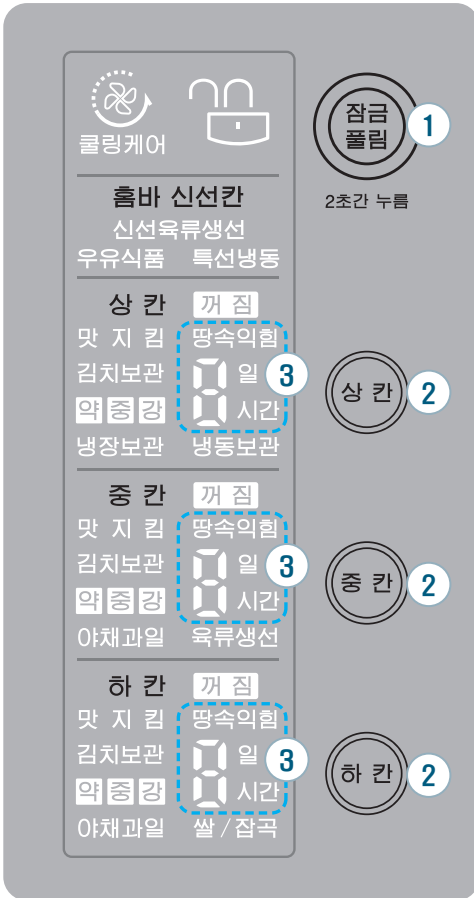 쿨링케어
잠금
풀림
1
2초간 누름
홈바 신선칸
신선육류생선
우유식품 특선냉동
상 칸 꺼 짐
맛 지 킴 땅속익힘
김치보관 0 일 3
약 중 강 0 시간
냉장보관 냉동보관
상 칸 2
중 칸 꺼 짐
맛 지 킴 땅속익힘
김치보관 0 일 3
약 중 강 0 시간
야채과일 육류생선
중 칸 2
하 칸 꺼 짐
맛 지 킴 땅속익힘
김치보관 0 일 3
약 중 강 0 시간
야채과일 쌀 / 잡곡
하 칸 2